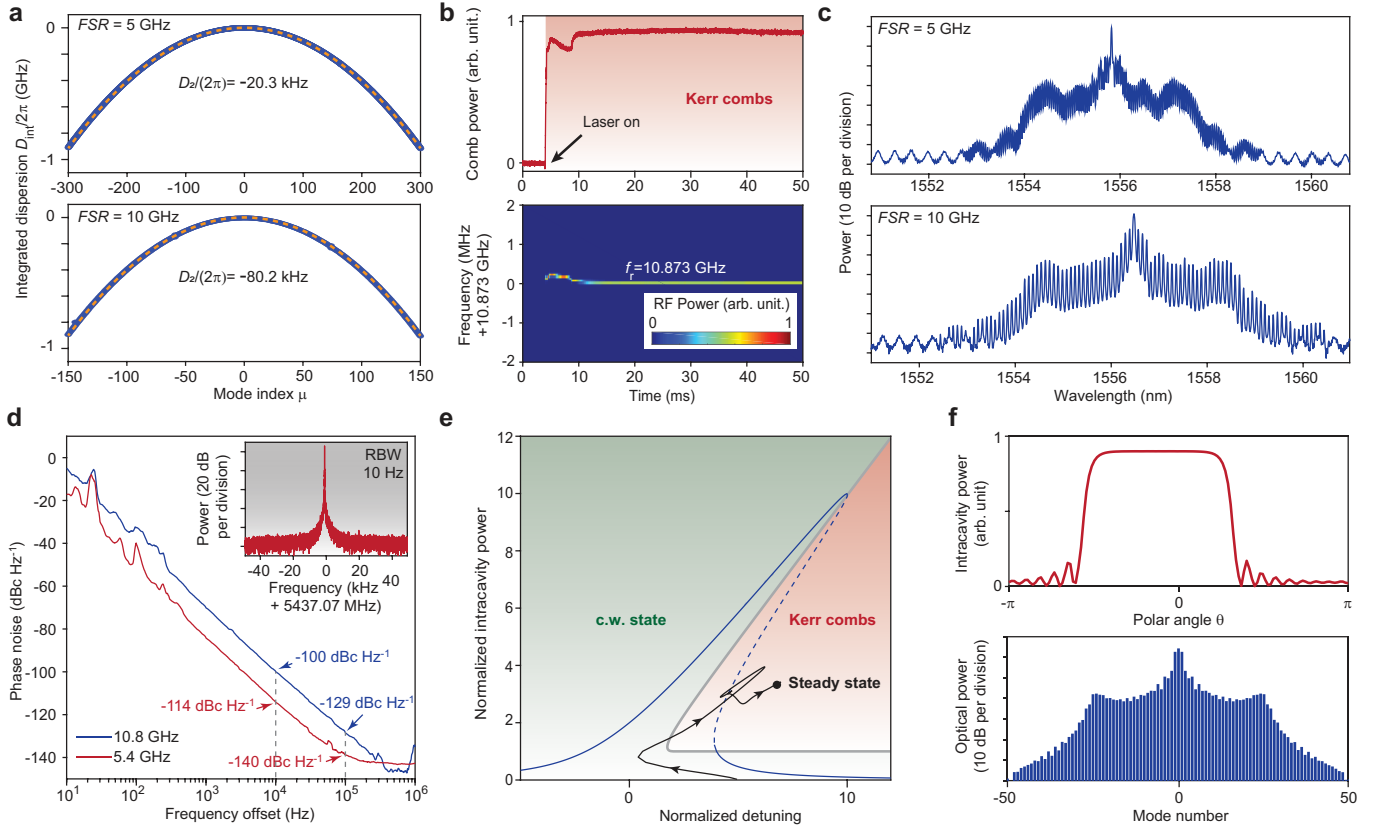 a
FSR = 5 GHz
D₂/(2π)= -20.3 kHz
0
-1
-300 -200 -100 0 100 200 300
FSR = 10 GHz
D₂/(2π)= -80.2 kHz
0
-1
-150 -100 -50 0 50 100 150
Mode index μ
Integrated dispersion D_int/2π (GHz)
b
Comb power (arb. unit.)
1
0
Kerr combs
Laser on
0 10 20 30 40 50
Frequency (MHz
+10.873 GHz)
2
1
0
-1
-2
f_r=10.873 GHz
RF Power (arb. unit.)
0 1
0 10 20 30 40 50
Time (ms)
c
FSR = 5 GHz
1552 1554 1556 1558 1560
FSR = 10 GHz
1552 1554 1556 1558 1560
Wavelength (nm)
Power (10 dB per division)
d
Phase noise (dBc Hz⁻¹)
0
-20
-40
-60
-80
-100
-120
-140
RBW
10 Hz
Power (20 dB
per division)
-40 -20 0 20 40
Frequency (kHz
+ 5437.07 MHz)
-100 dBc Hz⁻¹
-114 dBc Hz⁻¹
-129 dBc Hz⁻¹
-140 dBc Hz⁻¹
10.8 GHz
5.4 GHz
10¹ 10² 10³ 10⁴ 10⁵ 10⁶
Frequency offset (Hz)
e
Normalized intracavity power
12
10
8
6
4
2
0
c.w. state
Kerr combs
Steady state
0 10
Normalized detuning
f
Intracavity power
(arb. unit)
1
0
-π 0 π
Polar angle θ
Optical power
(10 dB per division)
-50 0 50
Mode number